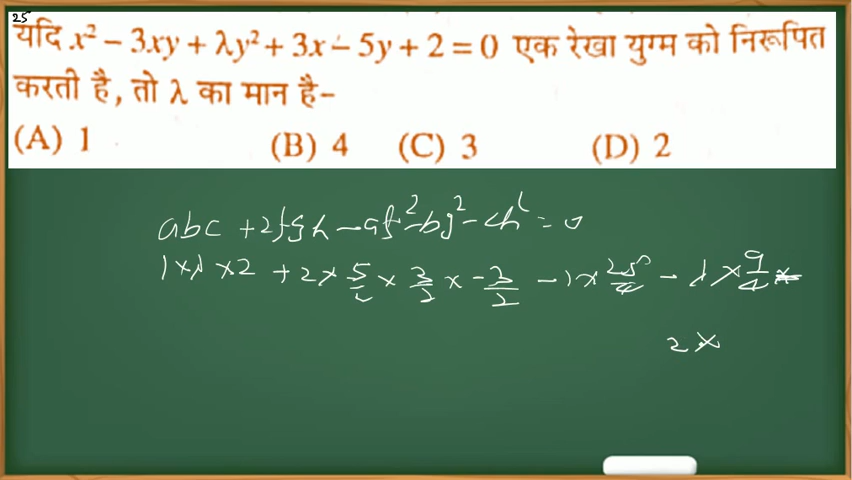 25
यदि x² − 3xy + λy² + 3x − 5y + 2 = 0 एक रेखा युग्म को निरूपित
करती है, तो λ का मान है−
(A) 1 (B) 4 (C) 3 (D) 2
abc + 2fgh − af² − bg² − ch² = 0
1×λ×2 + 2× 5/2 × 3/2 × −3/2 − 1× 25/4 − λ × 9/4
2×